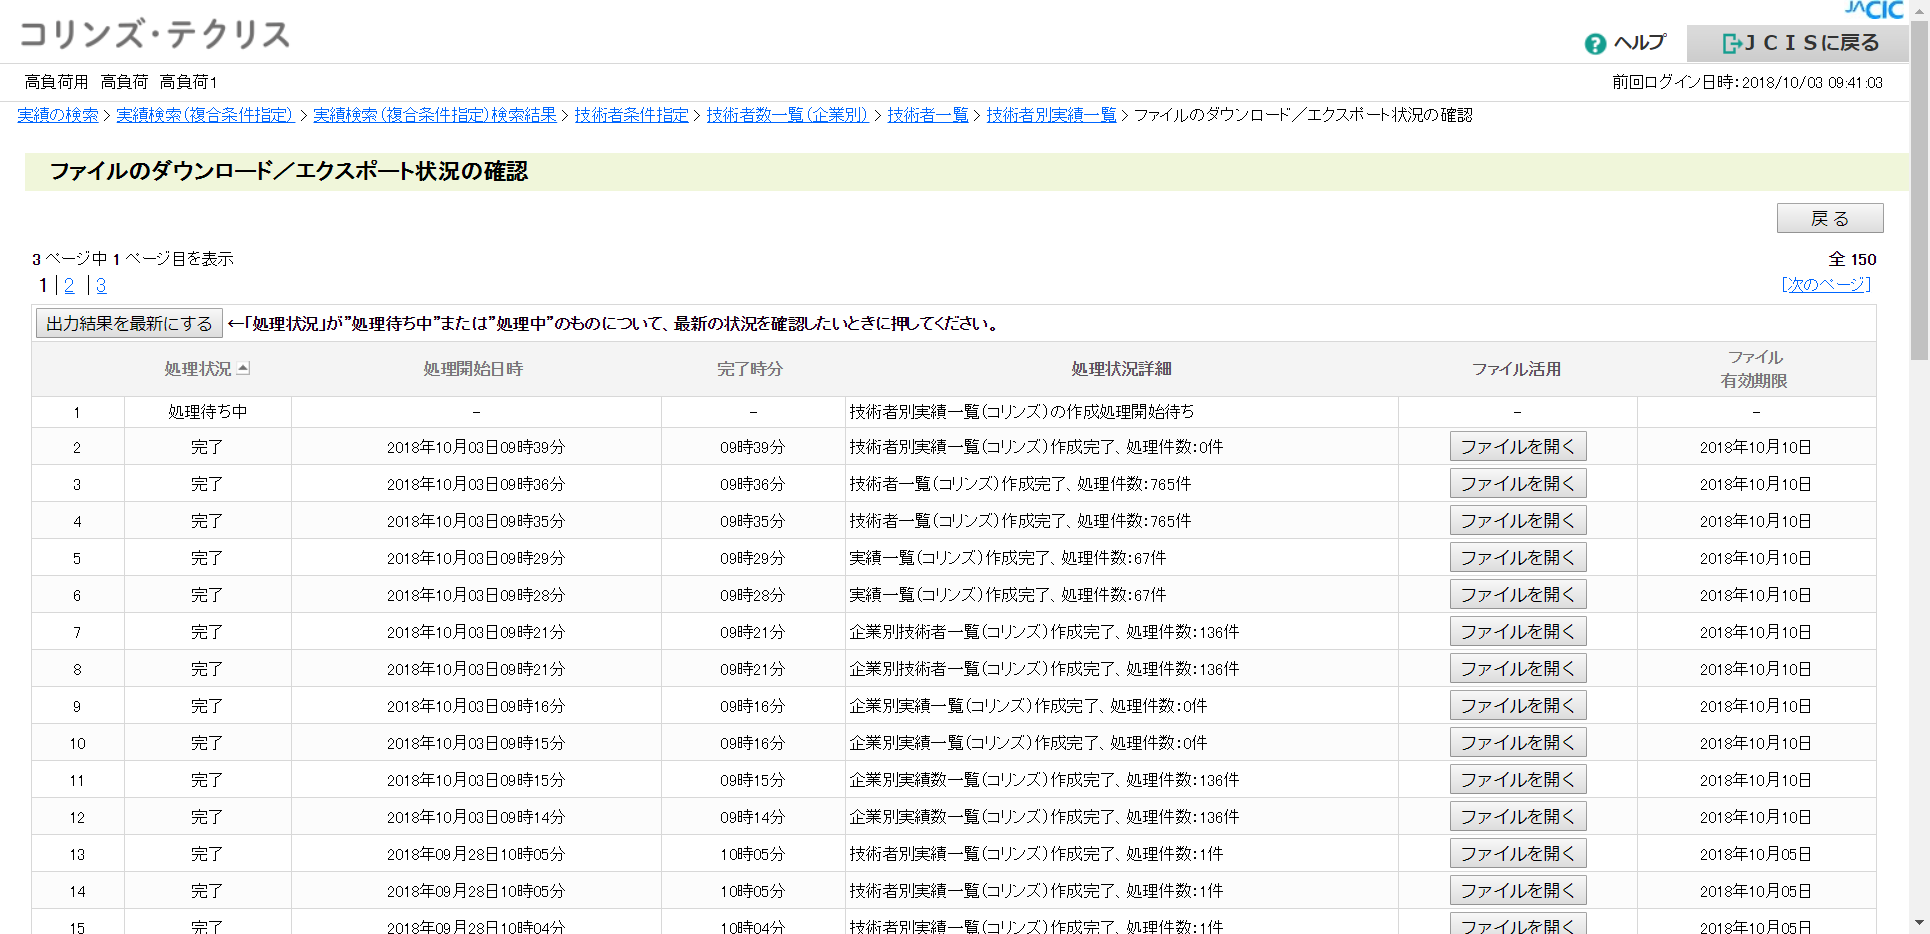 JACIC
コリンズ・テクリス
? ヘルプ
ＪＣＩＳに戻る
高負荷用 高負荷 高負荷1
前回ログイン日時：2018/10/03 09:41:03
実績の検索 > 実績検索（複合条件指定） > 実績検索（複合条件指定）検索結果 > 技術者条件指定 > 技術者数一覧（企業別） > 技術者一覧 > 技術者別実績一覧 > ファイルのダウンロード／エクスポート状況の確認
ファイルのダウンロード／エクスポート状況の確認
戻 る
3 ページ中 1 ページ目を表示
全 150
1 | 2 | 3
[次のページ]
出力結果を最新にする ←「処理状況」が”処理待ち中”または”処理中”のものについて、最新の状況を確認したいときに押してください。
処理状況 処理開始日時 完了時分 処理状況詳細 ファイル活用 ファイル
有効期限
1 処理待ち中 － － 技術者別実績一覧（コリンズ）の作成処理開始待ち － －
2 完了 2018年10月03日09時39分 09時39分 技術者別実績一覧（コリンズ）作成完了、処理件数：0件 ファイルを開く 2018年10月10日
3 完了 2018年10月03日09時36分 09時36分 技術者一覧（コリンズ）作成完了、処理件数：765件 ファイルを開く 2018年10月10日
4 完了 2018年10月03日09時35分 09時35分 技術者一覧（コリンズ）作成完了、処理件数：765件 ファイルを開く 2018年10月10日
5 完了 2018年10月03日09時29分 09時29分 実績一覧（コリンズ）作成完了、処理件数：67件 ファイルを開く 2018年10月10日
6 完了 2018年10月03日09時28分 09時28分 実績一覧（コリンズ）作成完了、処理件数：67件 ファイルを開く 2018年10月10日
7 完了 2018年10月03日09時21分 09時21分 企業別技術者一覧（コリンズ）作成完了、処理件数：136件 ファイルを開く 2018年10月10日
8 完了 2018年10月03日09時21分 09時21分 企業別技術者一覧（コリンズ）作成完了、処理件数：136件 ファイルを開く 2018年10月10日
9 完了 2018年10月03日09時16分 09時16分 企業別実績一覧（コリンズ）作成完了、処理件数：0件 ファイルを開く 2018年10月10日
10 完了 2018年10月03日09時15分 09時16分 企業別実績一覧（コリンズ）作成完了、処理件数：0件 ファイルを開く 2018年10月10日
11 完了 2018年10月03日09時15分 09時15分 企業別実績数一覧（コリンズ）作成完了、処理件数：136件 ファイルを開く 2018年10月10日
12 完了 2018年10月03日09時14分 09時14分 企業別実績数一覧（コリンズ）作成完了、処理件数：136件 ファイルを開く 2018年10月10日
13 完了 2018年09月28日10時05分 10時05分 技術者別実績一覧（コリンズ）作成完了、処理件数：1件 ファイルを開く 2018年10月05日
14 完了 2018年09月28日10時05分 10時05分 技術者別実績一覧（コリンズ）作成完了、処理件数：1件 ファイルを開く 2018年10月05日
15 完了 2018年09月28日10時04分 10時04分 技術者別実績一覧（コリンズ）作成完了、処理件数：1件 ファイルを開く 2018年10月05日